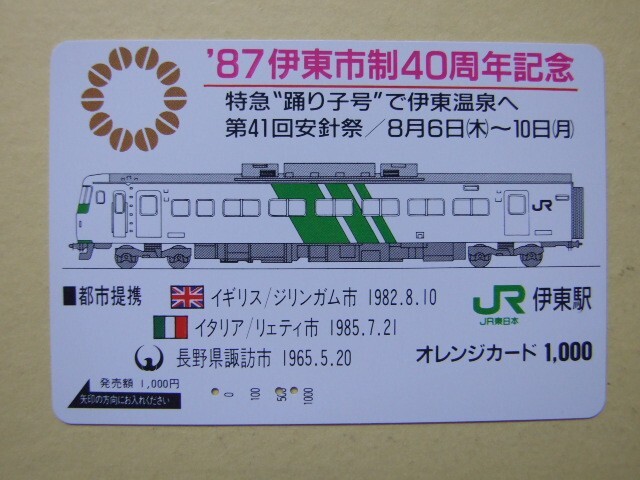 '87伊東市制40周年記念
特急“踊り子号”で伊東温泉へ
第41回安針祭／8月6日㈭～10日㈪
JR
■都市提携
イギリス/ジリンガム市 1982.8.10
イタリア/リェティ市 1985.7.21
長野県諏訪市 1965.5.20
JR 伊東駅
JR東日本
オレンジカード 1,000
発売額 1,000円
矢印の方向にお入れください
0 100 500 1000